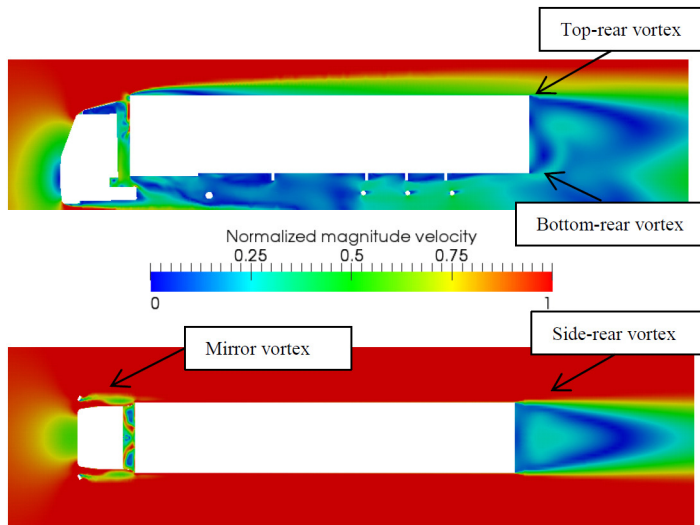 Top-rear vortex
Bottom-rear vortex
Normalized magnitude velocity
0.25 0.5 0.75
0 1
Side-rear vortex
Mirror vortex